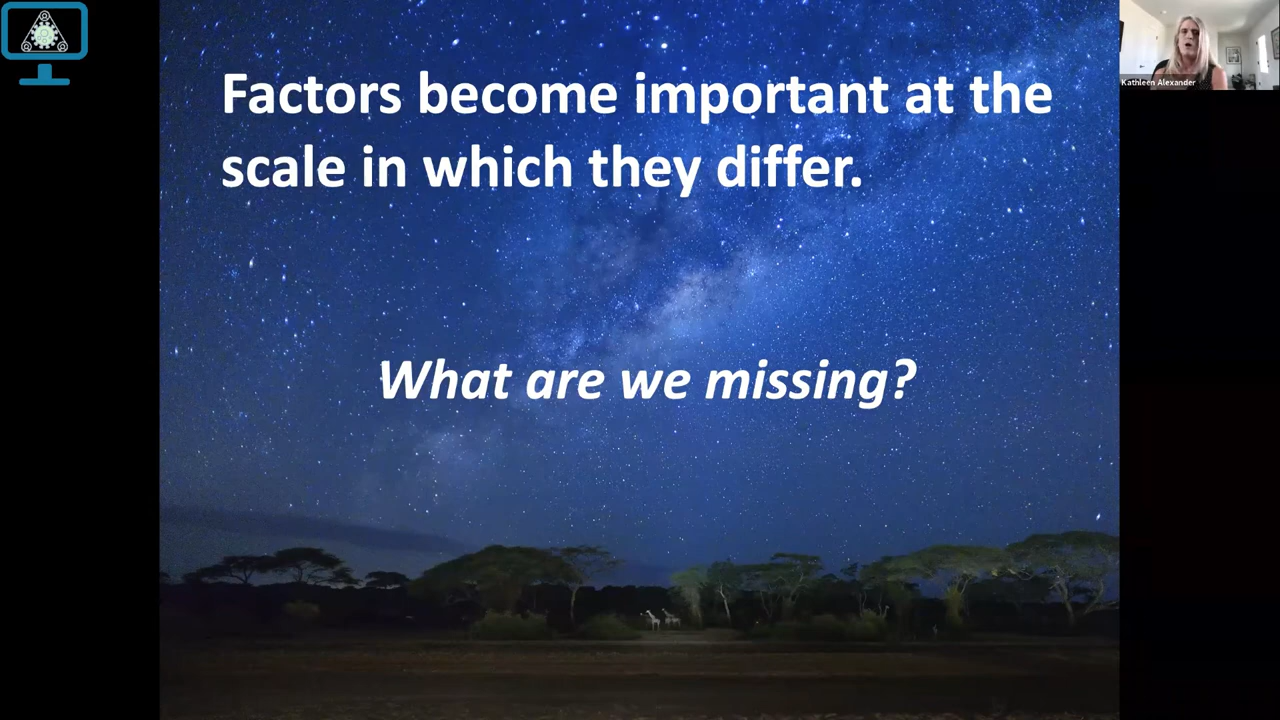 Factors become important at the
scale in which they differ.
What are we missing?
Kathleen Alexander